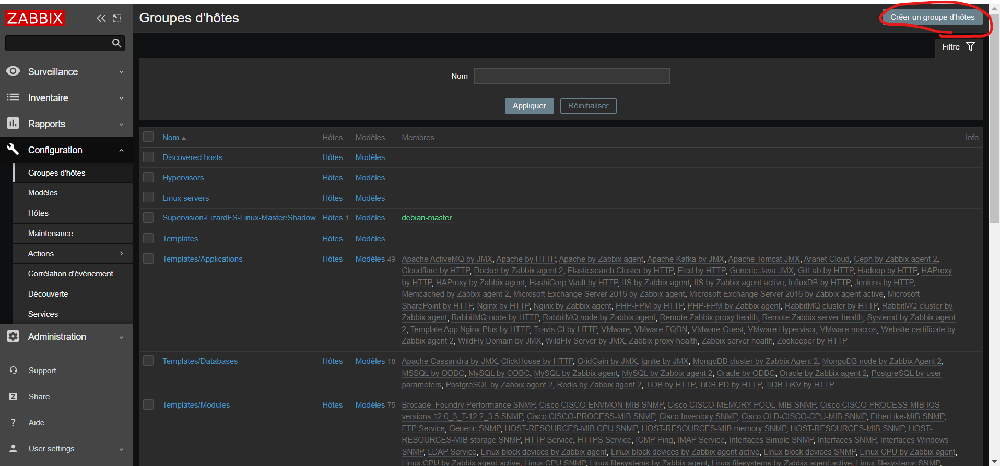 ZABBIX
Surveillance
Inventaire
Rapports
Configuration
Groupes d'hôtes
Modèles
Hôtes
Maintenance
Actions
Corrélation d'événement
Découverte
Services
Administration
Support
Z Share
? Aide
User settings
Groupes d'hôtes
Créer un groupe d'hôtes
Filtre
Nom
Appliquer Réinitialiser
Nom Hôtes Modèles Membres Info
Discovered hosts Hôtes Modèles
Hypervisors Hôtes Modèles
Linux servers Hôtes Modèles
Supervision-LizardFS-Linux-Master/Shadow Hôtes 1 Modèles debian-master
Templates Hôtes Modèles
Templates/Applications Hôtes Modèles 49 Apache ActiveMQ by JMX, Apache by HTTP, Apache by Zabbix agent, Apache Kafka by JMX, Apache Tomcat JMX, Aranet Cloud, Ceph by Zabbix agent 2,
Cloudflare by HTTP, Docker by Zabbix agent 2, Elasticsearch Cluster by HTTP, Etcd by HTTP, Generic Java JMX, GitLab by HTTP, Hadoop by HTTP, HAProxy
by HTTP, HAProxy by Zabbix agent, HashiCorp Vault by HTTP, IIS by Zabbix agent, IIS by Zabbix agent active, InfluxDB by HTTP, Jenkins by HTTP,
Memcached by Zabbix agent 2, Microsoft Exchange Server 2016 by Zabbix agent, Microsoft Exchange Server 2016 by Zabbix agent active, Microsoft
SharePoint by HTTP, Nginx by HTTP, Nginx by Zabbix agent, PHP-FPM by HTTP, PHP-FPM by Zabbix agent, RabbitMQ cluster by HTTP, RabbitMQ cluster by
Zabbix agent, RabbitMQ node by HTTP, RabbitMQ node by Zabbix agent, Remote Zabbix proxy health, Remote Zabbix server health, Systemd by Zabbix agent
2, Template App Nginx Plus by HTTP, Travis CI by HTTP, VMware, VMware FQDN, VMware Guest, VMware Hypervisor, VMware macros, Website certificate by
Zabbix agent 2, WildFly Domain by JMX, WildFly Server by JMX, Zabbix proxy health, Zabbix server health, Zookeeper by HTTP
Templates/Databases Hôtes Modèles 18 Apache Cassandra by JMX, ClickHouse by HTTP, GridGain by JMX, Ignite by JMX, MongoDB cluster by Zabbix Agent 2, MongoDB node by Zabbix Agent 2,
MSSQL by ODBC, MySQL by ODBC, MySQL by Zabbix agent, MySQL by Zabbix agent 2, Oracle by ODBC, Oracle by Zabbix agent 2, PostgreSQL by user
parameters, PostgreSQL by Zabbix agent 2, Redis by Zabbix agent 2, TiDB by HTTP, TiDB PD by HTTP, TiDB TiKV by HTTP
Templates/Modules Hôtes Modèles 75 Brocade_Foundry Performance SNMP, Cisco CISCO-ENVMON-MIB SNMP, Cisco CISCO-MEMORY-POOL-MIB SNMP, Cisco CISCO-PROCESS-MIB IOS
versions 12.0_3_T-12.2_3.5 SNMP, Cisco CISCO-PROCESS-MIB SNMP, Cisco Inventory SNMP, Cisco OLD-CISCO-CPU-MIB SNMP, EtherLike-MIB SNMP,
FTP Service, Generic SNMP, HOST-RESOURCES-MIB CPU SNMP, HOST-RESOURCES-MIB memory SNMP, HOST-RESOURCES-MIB SNMP, HOST-
RESOURCES-MIB storage SNMP, HTTP Service, HTTPS Service, ICMP Ping, IMAP Service, Interfaces Simple SNMP, Interfaces SNMP, Interfaces Windows
SNMP, LDAP Service, Linux block devices by Zabbix agent, Linux block devices by Zabbix agent active, Linux block devices SNMP, Linux CPU by Zabbix agent,
Linux CPU by Zabbix agent active, Linux CPU SNMP, Linux filesystems by Zabbix agent, Linux filesystems by Zabbix agent active, Linux filesystems SNMP,